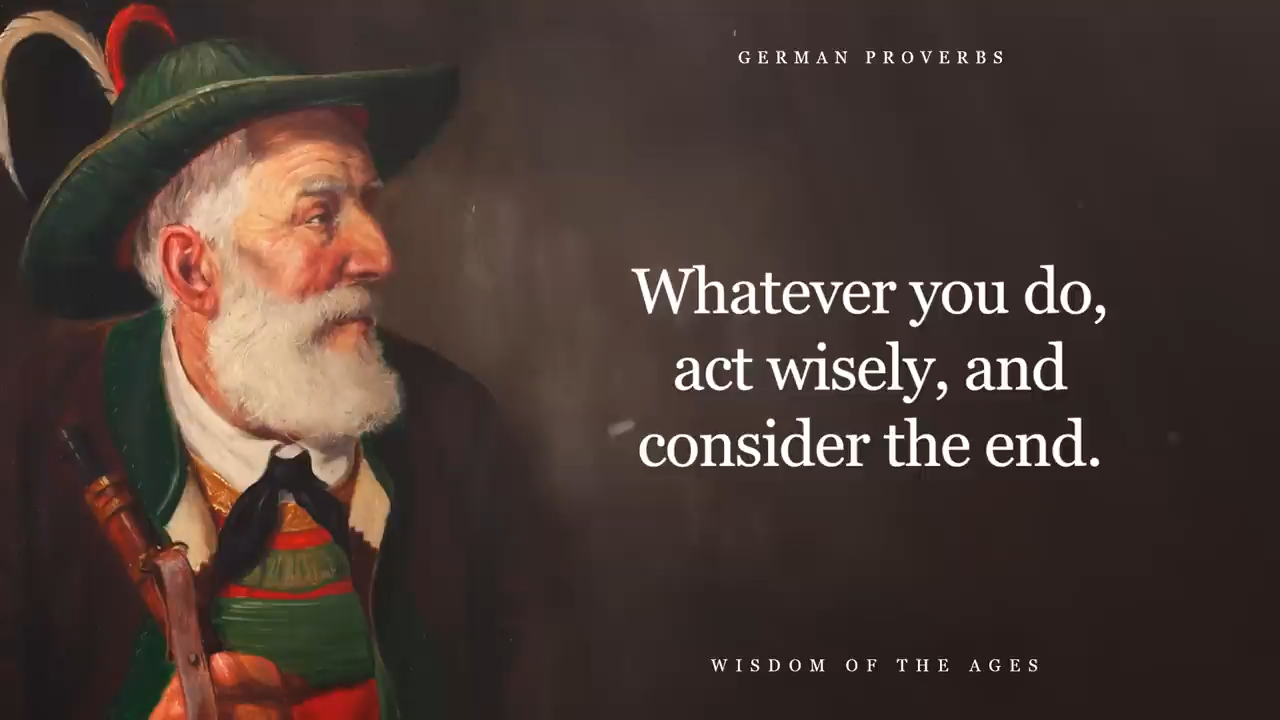 GERMAN PROVERBS
Whatever you do,
act wisely, and
consider the end.
WISDOM OF THE AGES